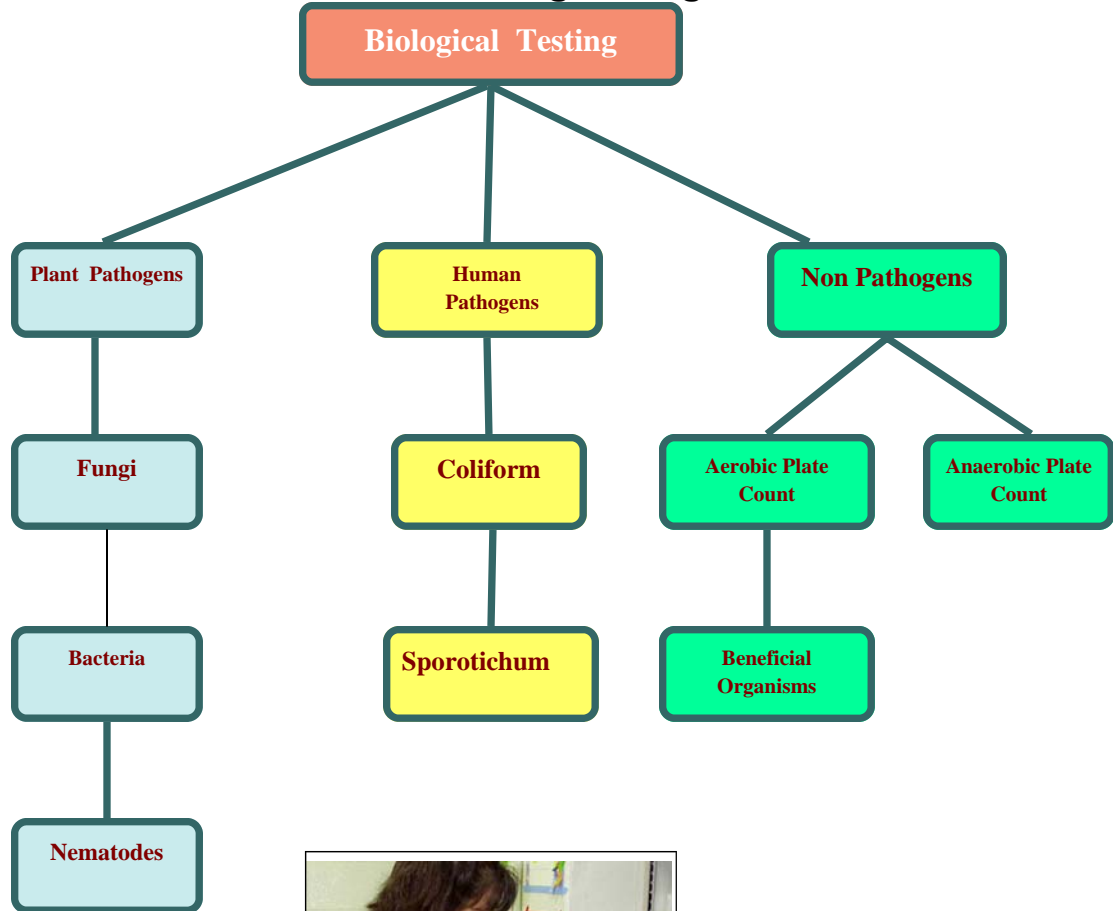 Biological Testing
Plant Pathogens
Human
Pathogens
Non Pathogens
Fungi
Coliform
Aerobic Plate
Count
Anaerobic Plate
Count
Bacteria
Sporotichum
Beneficial
Organisms
Nematodes